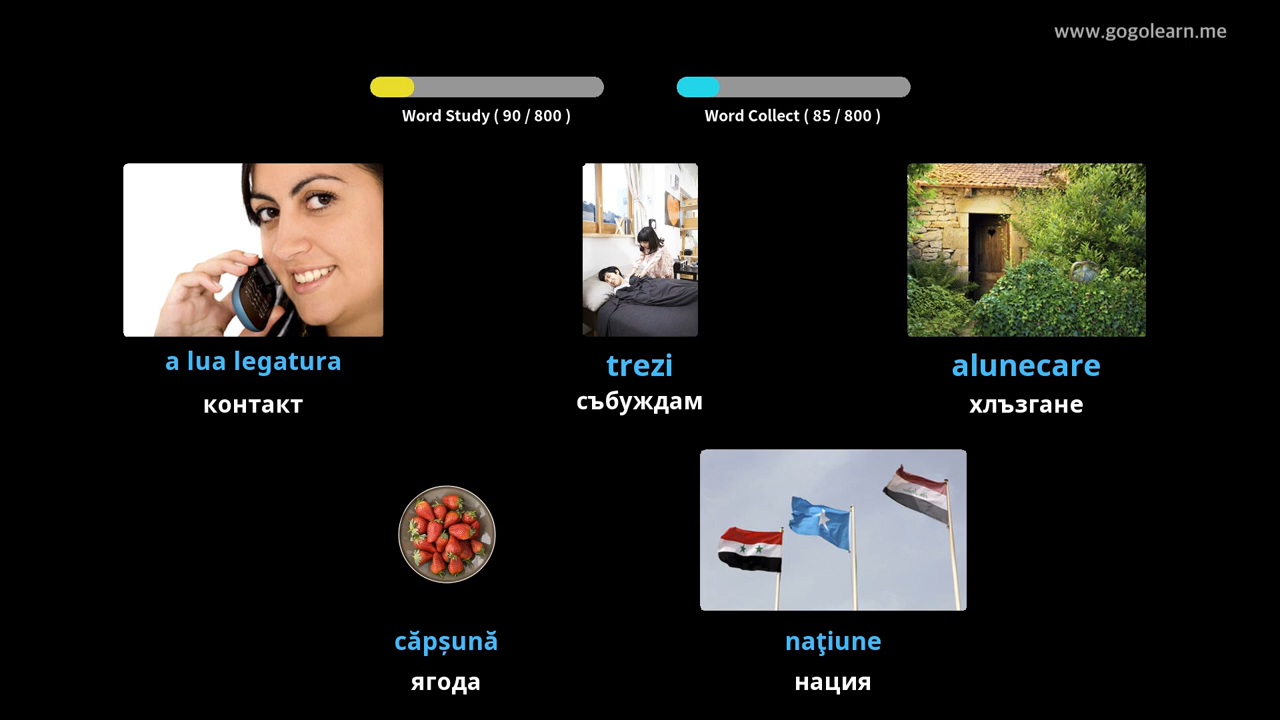 www.gogolearn.me
Word Study ( 90 / 800 )
Word Collect ( 85 / 800 )
a lua legatura
контакт
trezi
събуждам
alunecare
хлъзгане
căpșună
ягода
naţiune
нация